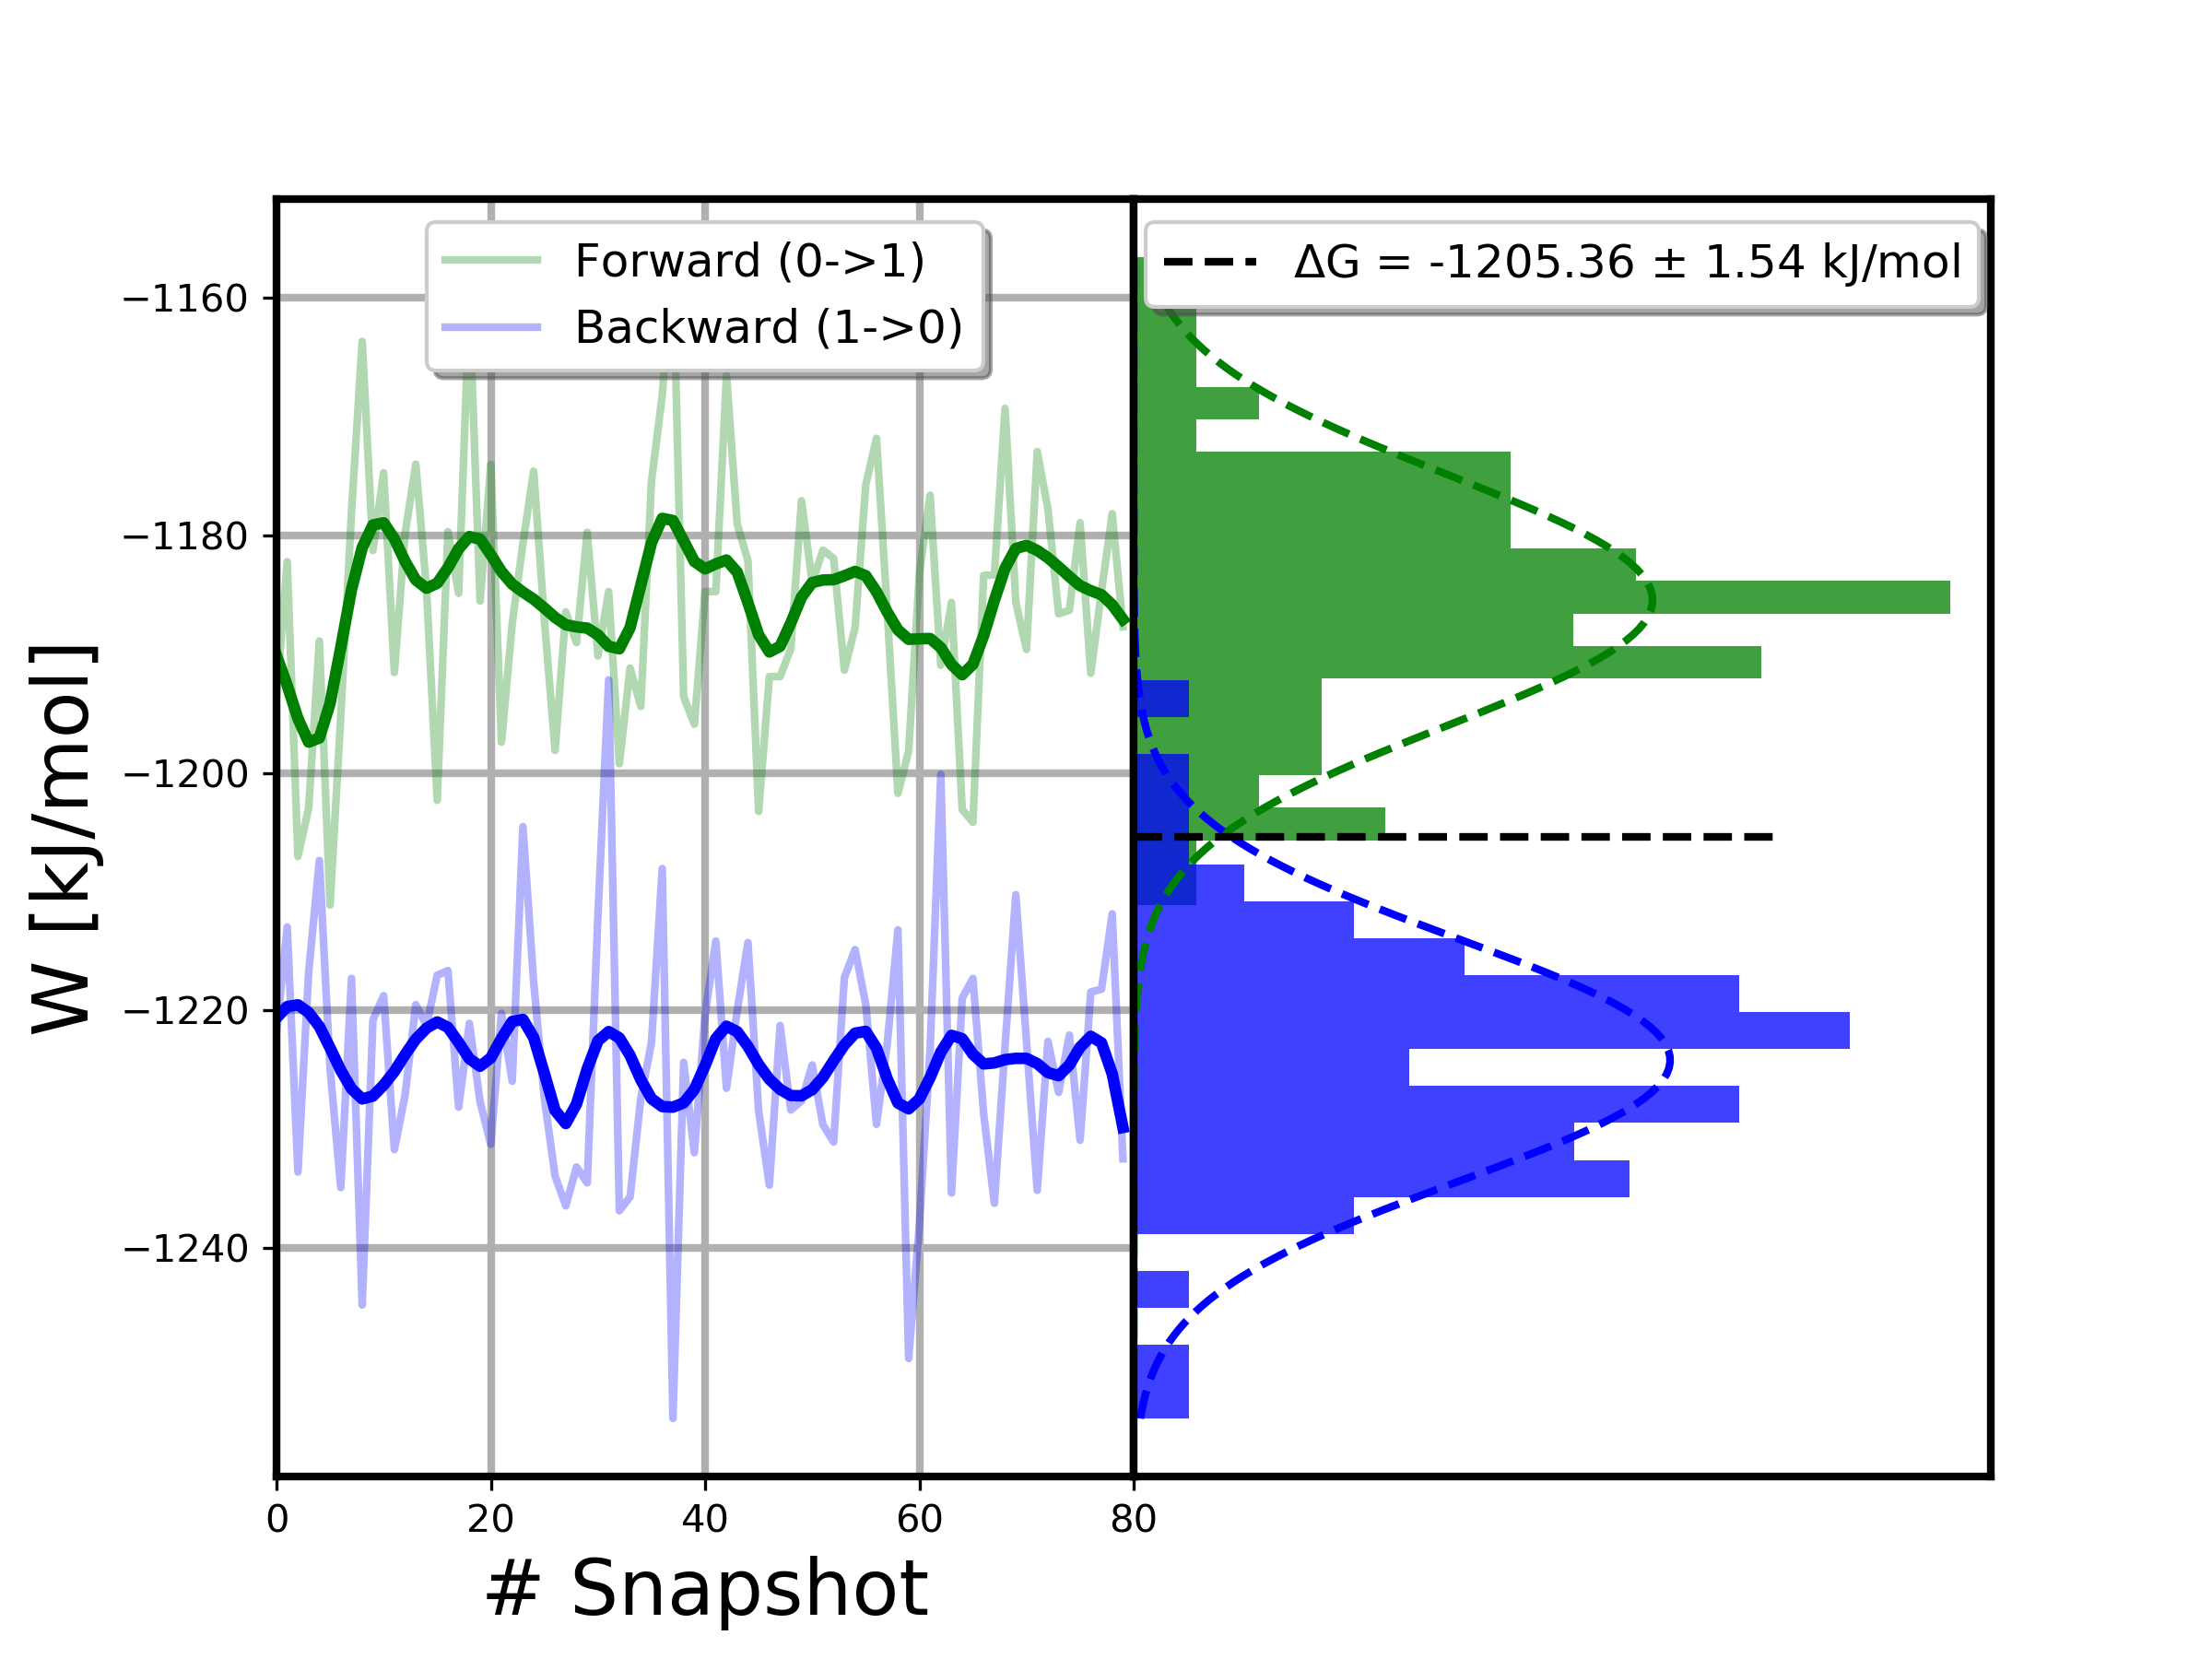 Forward (0->1)
Backward (1->0)
ΔG = -1205.36 ± 1.54 kJ/mol
W [kJ/mol]
−1160
−1180
−1200
−1220
−1240
0 20 40 60 80
# Snapshot